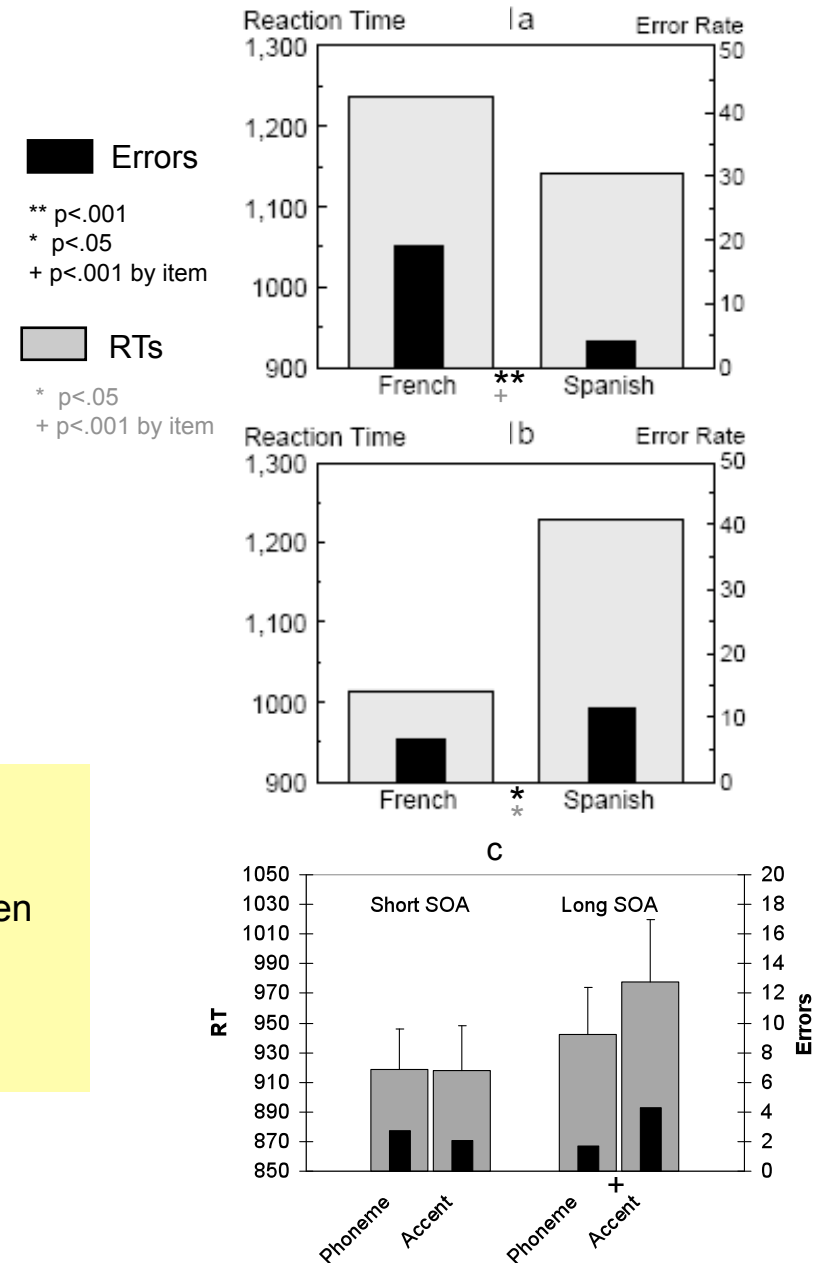 Reaction Time Ia Error Rate
1,300
1,200
1,100
1000
900
50
40
30
20
10
0
French ** Spanish
+
Errors
** p<.001
* p<.05
+ p<.001 by item
RTs
* p<.05
+ p<.001 by item
Reaction Time Ib Error Rate
1,300
1,200
1,100
1000
900
50
40
30
20
10
0
French * Spanish
*
en
c
1050
1030
1010
990
970
950
930
910
890
870
850
RT
Short SOA Long SOA
20
18
16
14
12
10
8
6
4
2
0
Errors
+
Phoneme Accent Phoneme Accent